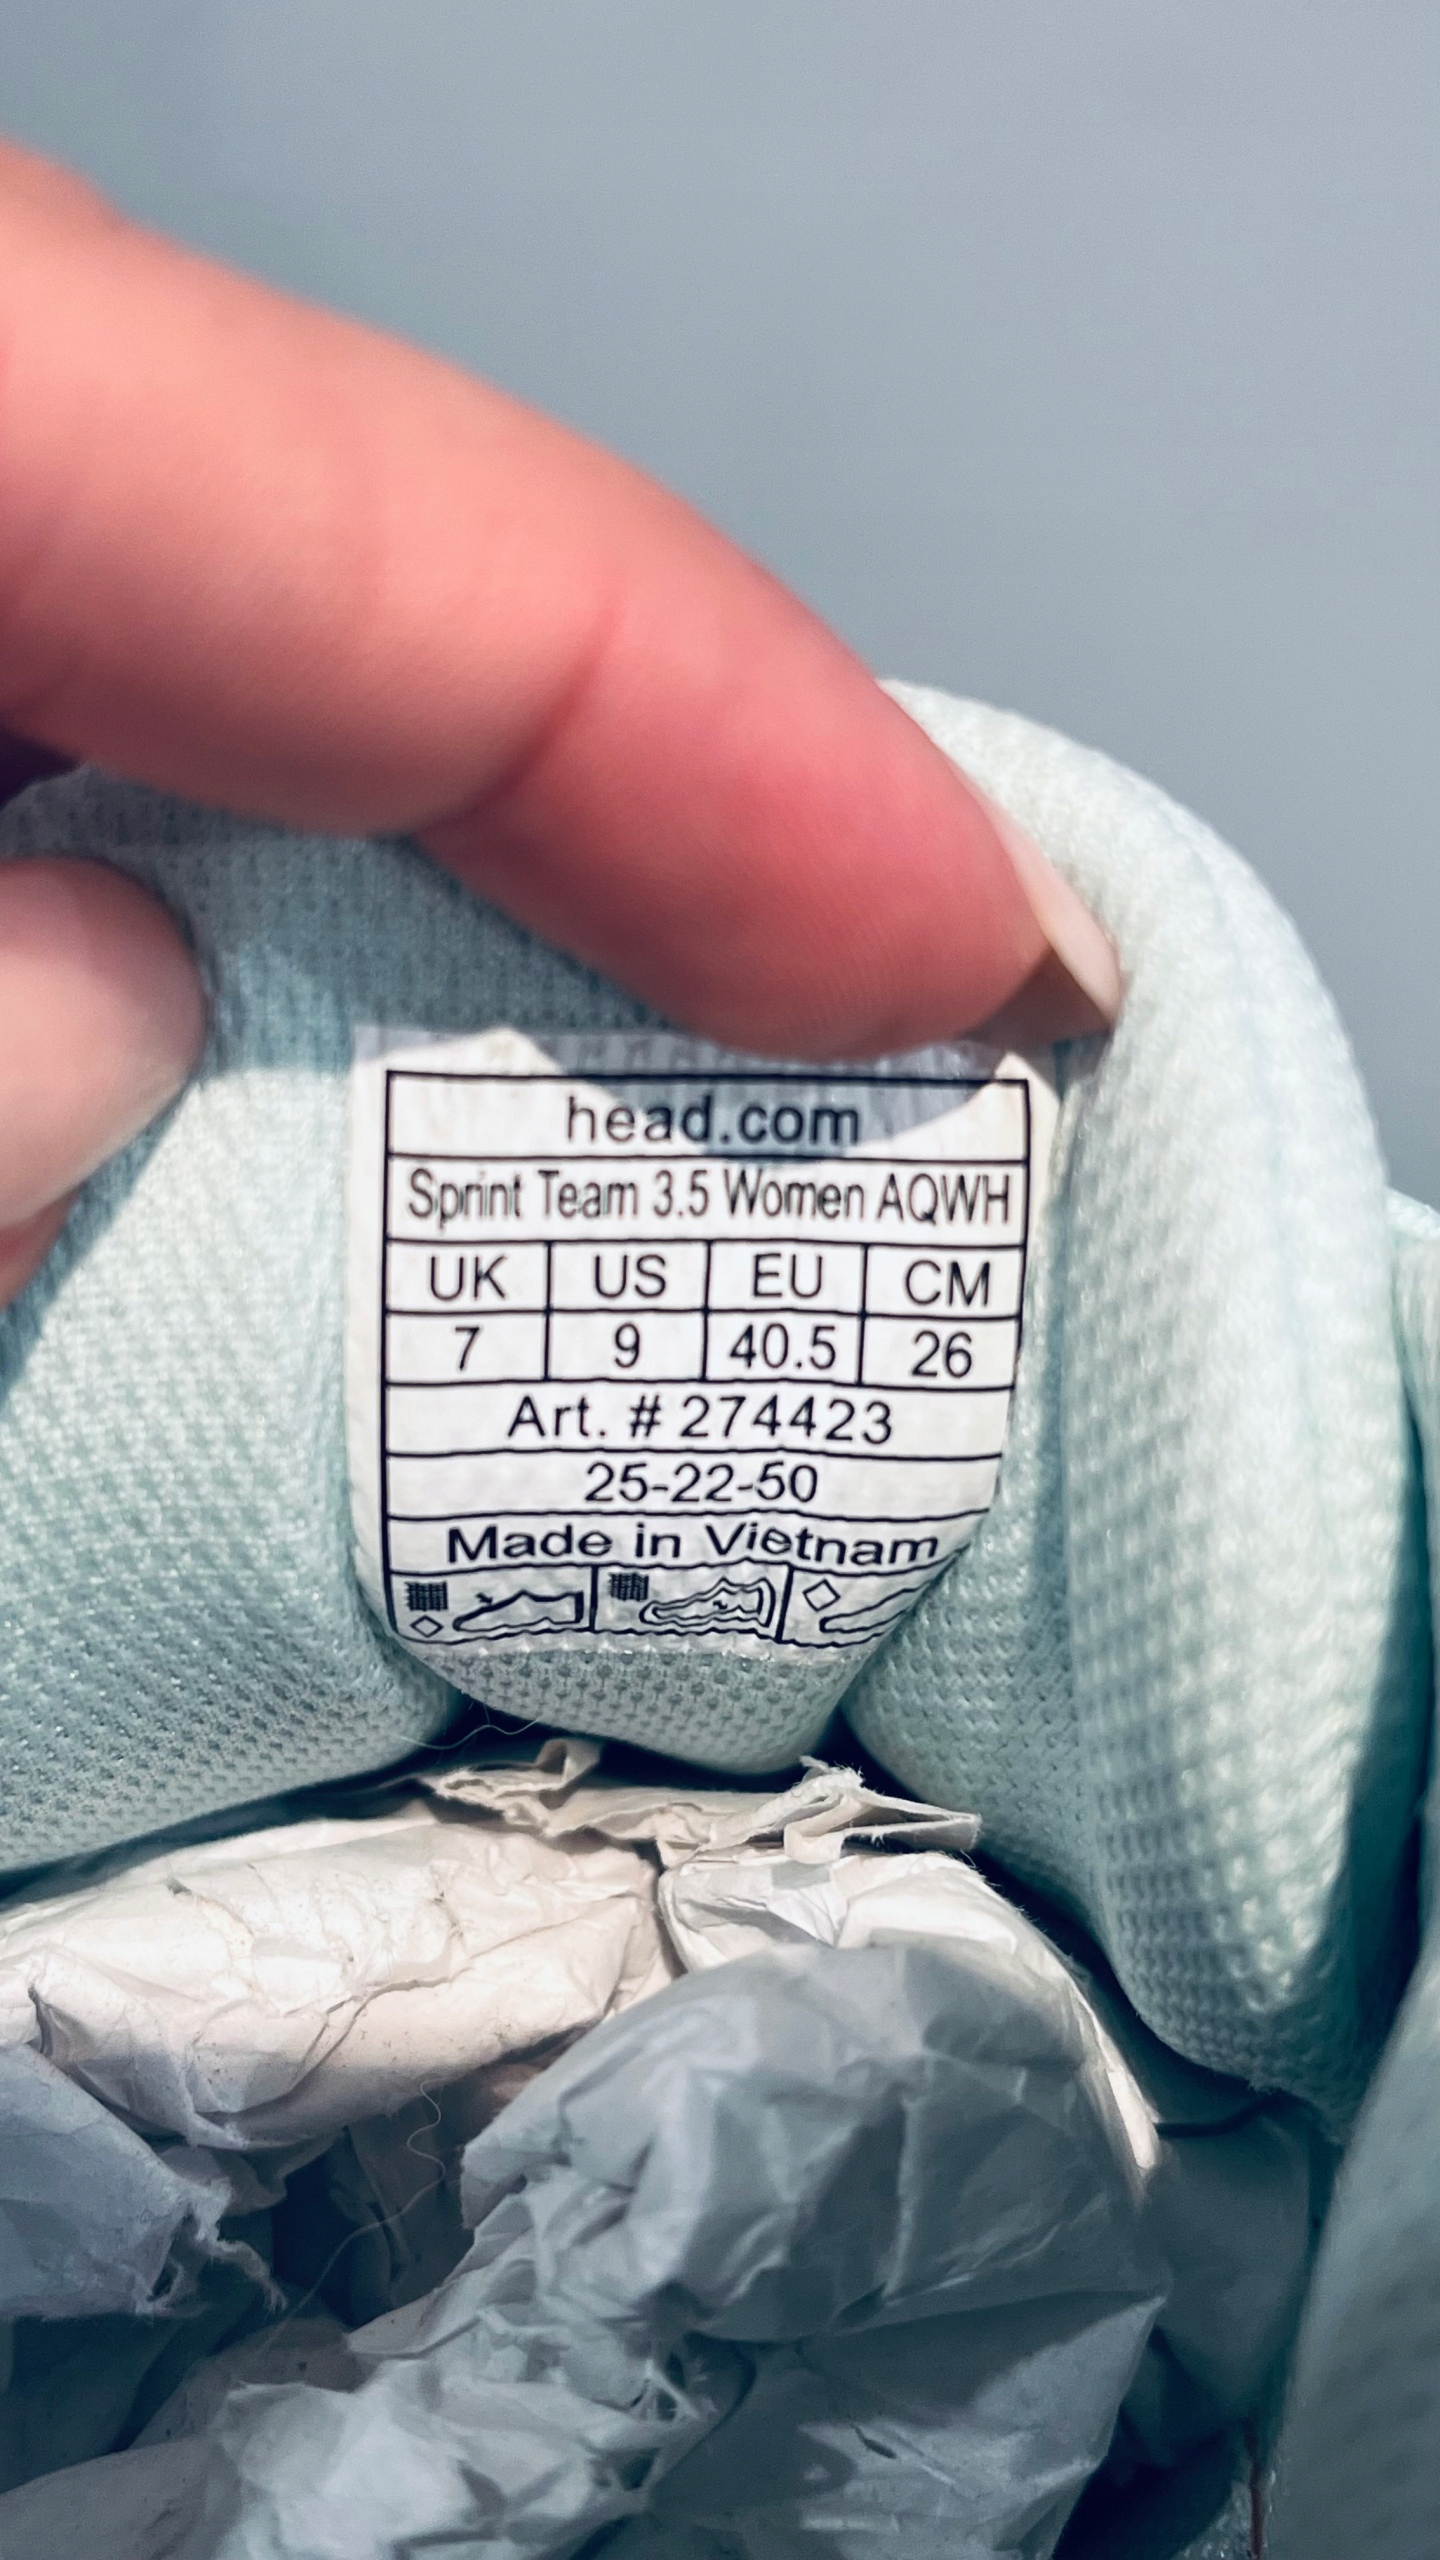 head.com
Sprint Team 3.5 Women AQWH
UK US EU CM
7 9 40.5 26
Art. # 274423
25-22-50
Made in Vietnam